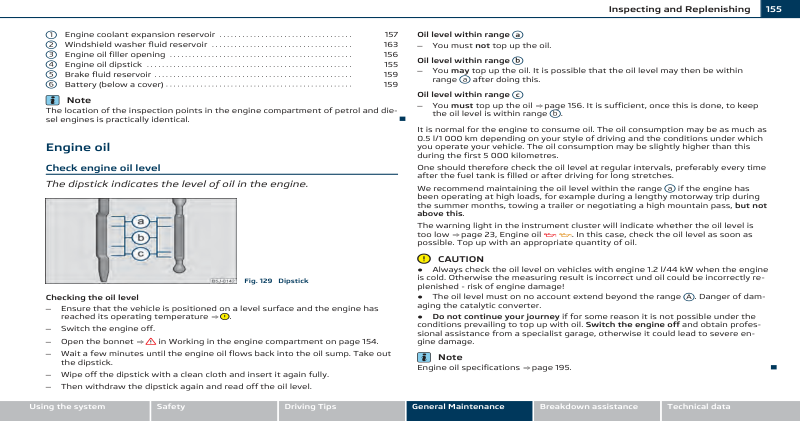 Inspecting and Replenishing 155
1 Engine coolant expansion reservoir ................................ 157
2 Windshield washer fluid reservoir ................................ 163
3 Engine oil filler opening ................................ 156
4 Engine oil dipstick ................................ 155
5 Brake fluid reservoir ................................ 159
6 Battery (below a cover) ................................ 159
i Note
The location of the inspection points in the engine compartment of petrol and die-
sel engines is practically identical.
Engine oil
Check engine oil level
The dipstick indicates the level of oil in the engine.
a
b
c
B5J-0142
Fig. 129 Dipstick
Checking the oil level
– Ensure that the vehicle is positioned on a level surface and the engine has
reached its operating temperature ⇒ !.
– Switch the engine off.
– Open the bonnet ⇒ ! in Working in the engine compartment on page 154.
– Wait a few minutes until the engine oil flows back into the oil sump. Take out
the dipstick.
– Wipe off the dipstick with a clean cloth and insert it again fully.
– Then withdraw the dipstick again and read off the oil level.
Oil level within range a
– You must not top up the oil.
Oil level within range b
– You may top up the oil. It is possible that the oil level may then be within
range a after doing this.
Oil level within range c
– You must top up the oil ⇒ page 156. It is sufficient, once this is done, to keep
the oil level is within range b.
It is normal for the engine to consume oil. The oil consumption may be as much as
0.5 l/1 000 km depending on your style of driving and the conditions under which
you operate your vehicle. The oil consumption may be slightly higher than this
during the first 5 000 kilometres.
One should therefore check the oil level at regular intervals, preferably every time
after the fuel tank is filled or after driving for long stretches.
We recommend maintaining the oil level within the range a if the engine has
been operating at high loads, for example during a lengthy motorway trip during
the summer months, towing a trailer or negotiating a high mountain pass, but not
above this.
The warning light in the instrument cluster will indicate whether the oil level is
too low ⇒ page 23, Engine oil. In this case, check the oil level as soon as
possible. Top up with an appropriate quantity of oil.
! CAUTION
● Always check the oil level on vehicles with engine 1.2 l/44 kW when the engine
is cold. Otherwise the measuring result is incorrect und oil could be incorrectly re-
plenished - risk of engine damage!
● The oil level must on no account extend beyond the range A. Danger of dam-
aging the catalytic converter.
● Do not continue your journey if for some reason it is not possible under the
conditions prevailing to top up with oil. Switch the engine off and obtain profes-
sional assistance from a specialist garage, otherwise it could lead to severe en-
gine damage.
i Note
Engine oil specifications ⇒ page 195.
Using the system Safety Driving Tips General Maintenance Breakdown assistance Technical data